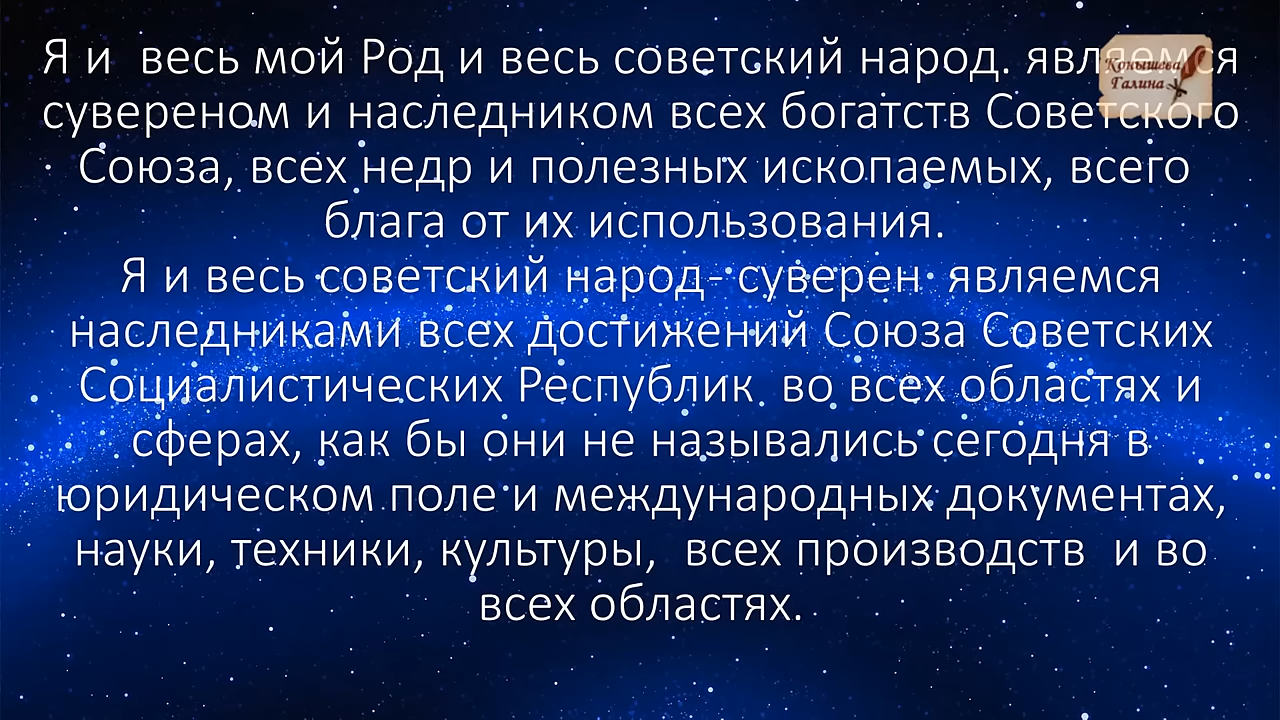 Я и  весь мой Род и весь советский народ. являемся
Конышева
Галина
сувереном и наследником всех богатств Советского
Союза, всех недр и полезных ископаемых, всего
блага от их использования.
Я и весь советский народ- суверен  являемся
наследниками всех достижений Союза Советских
Социалистических Республик  во всех областях и
сферах, как бы они не назывались сегодня в
юридическом поле и международных документах,
науки, техники, культуры,  всех производств  и во
всех областях.